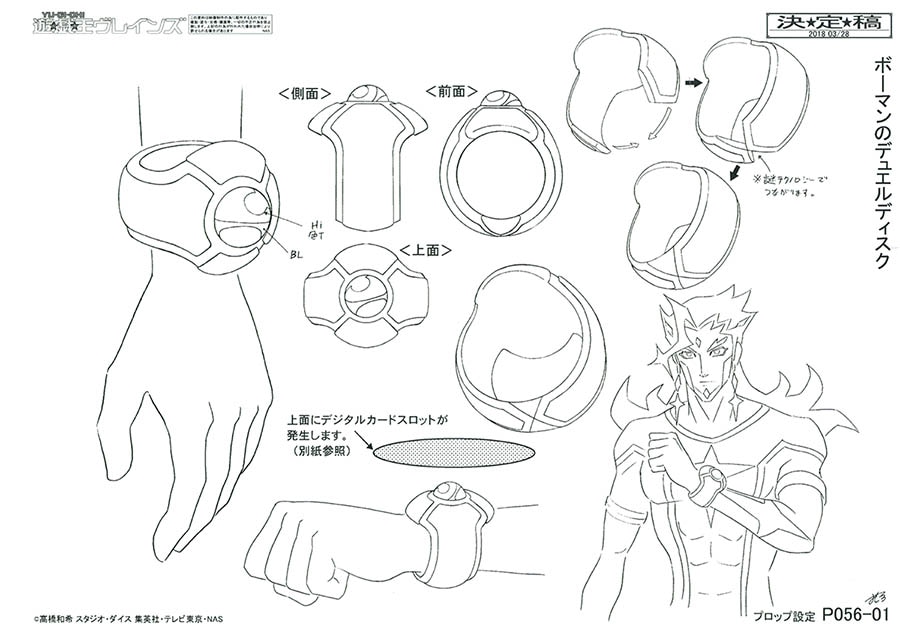 YU-GI-OH!
遊☆戯☆王ヴレインズ
NAS
決★定★稿
2018 03/28
ボーマンのデュエルディスク
<側面>
<前面>
<上面>
Hi
BL
※謎テクノロジーで
つながります。
上面にデジタルカードスロットが
発生します。
(別紙参照)
©高橋和希 スタジオ・ダイス 集英社・テレビ東京・NAS
プロップ設定 P056-01